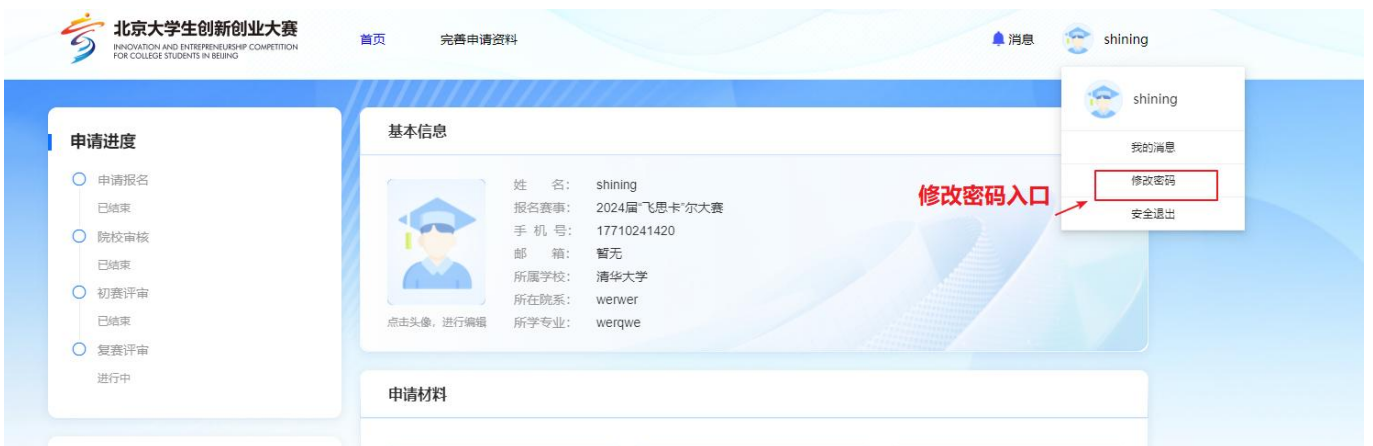 北京大学生创新创业大赛
INNOVATION AND ENTREPRENEURSHIP COMPETITION
FOR COLLEGE STUDENTS IN BEIJING
首页
完善申请资料
消息
shining
shining
我的消息
修改密码
安全退出
修改密码入口
申请进度
申请报名
已结束
院校审核
已结束
初赛评审
已结束
复赛评审
进行中
基本信息
姓 名: shining
报名赛事: 2024届“飞思卡”尔大赛
手 机 号: 17710241420
邮 箱: 暂无
所属学校: 清华大学
所在院系: werwer
所学专业: werqwe
点击头像，进行编辑
申请材料